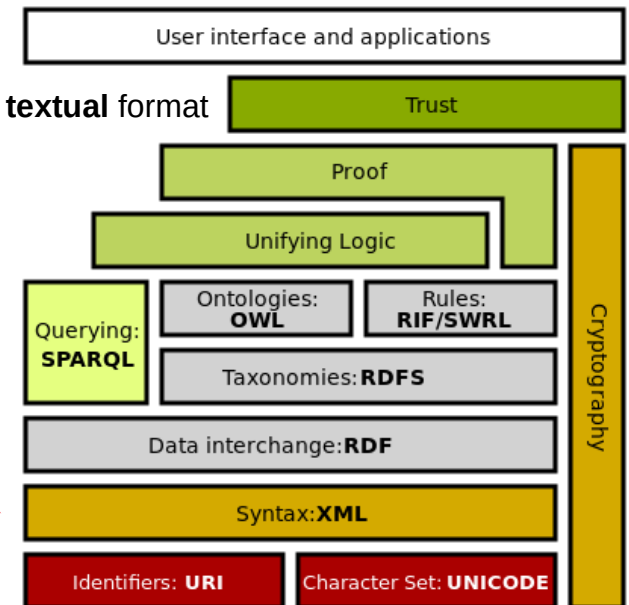 User interface and applications
textual format
Trust
Proof
Unifying Logic
Ontologies:
OWL
Rules:
RIF/SWRL
Querying:
SPARQL
Taxonomies:RDFS
Cryptography
Data interchange:RDF
Syntax:XML
Identifiers: URI
Character Set: UNICODE